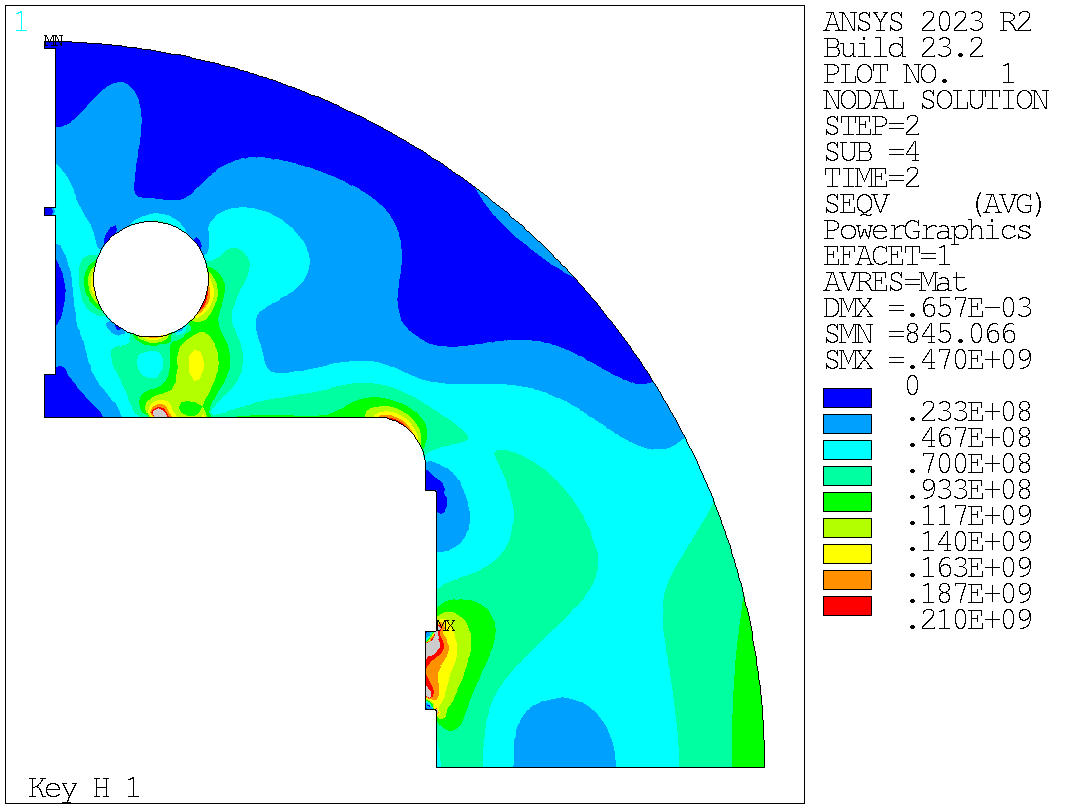 1
MN
MX
Key H 1
ANSYS 2023 R2
Build 23.2
PLOT NO.   1
NODAL SOLUTION
STEP=2
SUB =4
TIME=2
SEQV     (AVG)
PowerGraphics
EFACET=1
AVRES=Mat
DMX =.657E-03
SMN =845.066
SMX =.470E+09
0
.233E+08
.467E+08
.700E+08
.933E+08
.117E+09
.140E+09
.163E+09
.187E+09
.210E+09